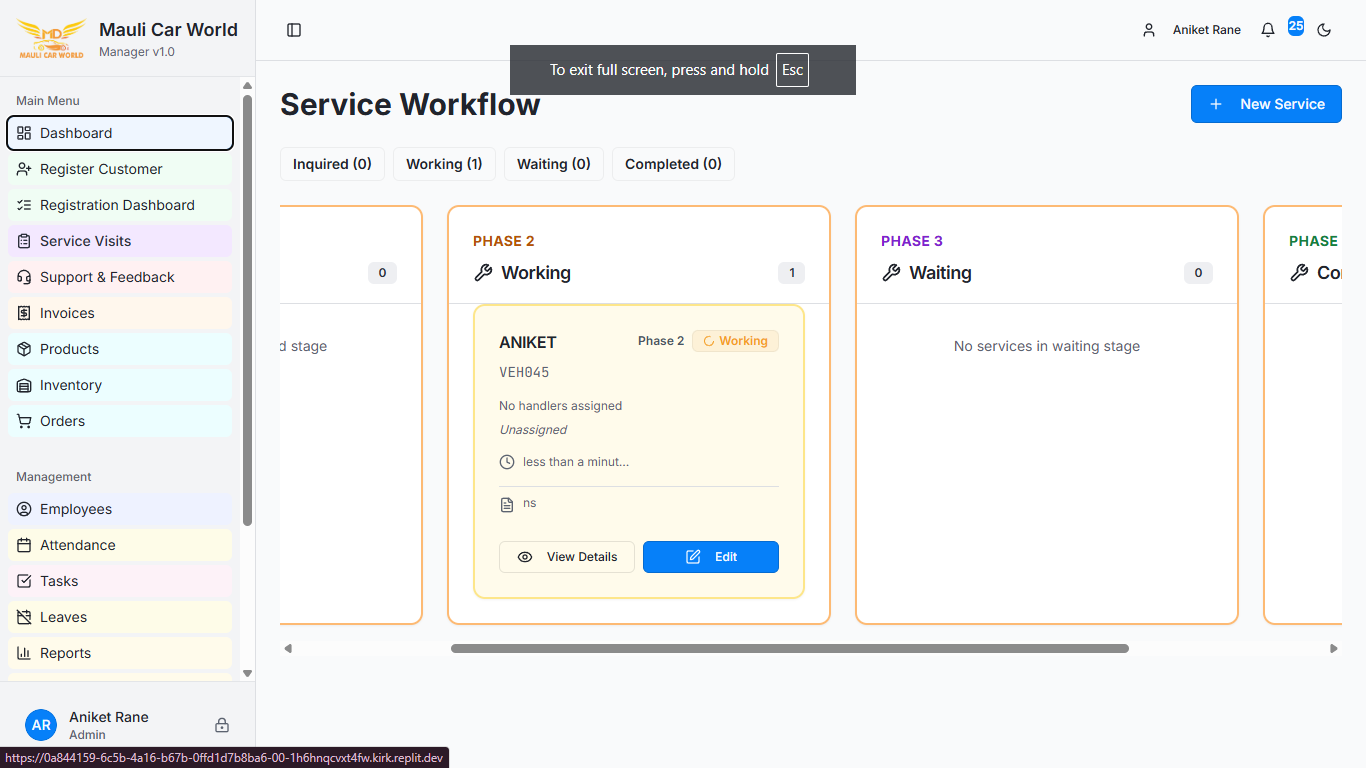 MD
MAULI CAR WORLD
Mauli Car World
Manager v1.0
Main Menu
Dashboard
Register Customer
Registration Dashboard
Service Visits
Support & Feedback
Invoices
Products
Inventory
Orders
Management
Employees
Attendance
Tasks
Leaves
Reports
AR
Aniket Rane
Admin
https://0a844159-6c5b-4a16-b67b-0ffd1d7b8ba6-00-1h6hnqcvxt4fw.kirk.replit.dev
Aniket Rane
25
To exit full screen, press and hold Esc
Service Workflow
New Service
Inquired (0)
Working (1)
Waiting (0)
Completed (0)
0
d stage
PHASE 2
Working
1
ANIKET
Phase 2
Working
VEH045
No handlers assigned
Unassigned
less than a minut...
ns
View Details
Edit
PHASE 3
Waiting
0
No services in waiting stage
PHASE
Co